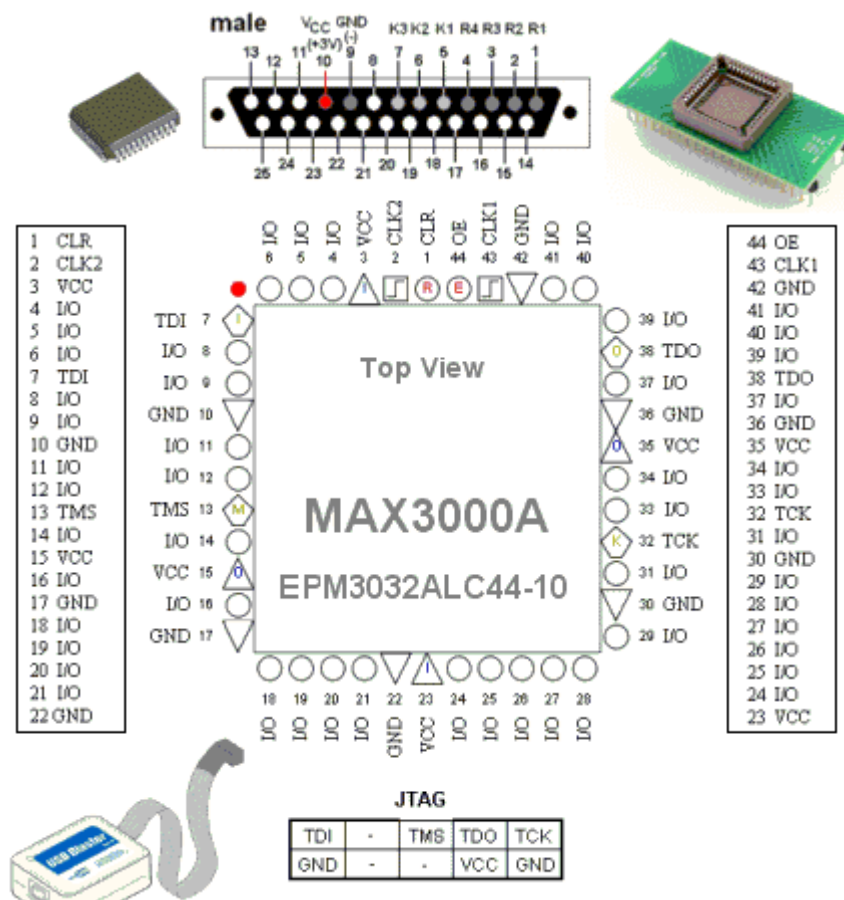 male
V_CC GND
(+3V) (-)
K3 K2 K1 R4 R3 R2 R1
13 12 11 10 9 8 7 6 5 4 3 2 1
25 24 23 22 21 20 19 18 17 16 15 14
I/O I/O I/O VCC CLK2 CLR OE CLK1 GND I/O I/O
6 5 4 3 2 1 44 43 42 41 40
I R E
1 CLR
2 CLK2
3 VCC
4 I/O
5 I/O
6 I/O
7 TDI
8 I/O
9 I/O
10 GND
11 I/O
12 I/O
13 TMS
14 I/O
15 VCC
16 I/O
17 GND
18 I/O
19 I/O
20 I/O
21 I/O
22 GND
TDI 7 I
I/O 8
I/O 9
GND 10
I/O 11
I/O 12
TMS 13 M
I/O 14
VCC 15 O
I/O 16
GND 17
Top View
MAX3000A
EPM3032ALC44-10
39 I/O
O 38 TDO
37 I/O
36 GND
O 35 VCC
34 I/O
33 I/O
K 32 TCK
31 I/O
30 GND
29 I/O
44 OE
43 CLK1
42 GND
41 I/O
40 I/O
39 I/O
38 TDO
37 I/O
36 GND
35 VCC
34 I/O
33 I/O
32 TCK
31 I/O
30 GND
29 I/O
28 I/O
27 I/O
26 I/O
25 I/O
24 I/O
23 VCC
I
18 19 20 21 22 23 24 25 26 27 28
I/O I/O I/O I/O GND VCC I/O I/O I/O I/O I/O
USB Blaster
JTAG
TDI - TMS TDO TCK
GND - - VCC GND